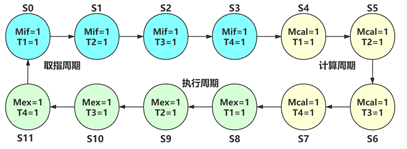 S0 S1 S2 S3 S4 S5
Mif=1 Mif=1 Mif=1 Mif=1 Mcal=1 Mcal=1
T1=1 T2=1 T3=1 T4=1 T1=1 T2=1
取指周期 计算周期
执行周期
Mex=1 Mex=1 Mex=1 Mex=1 Mcal=1 Mcal=1
T4=1 T3=1 T2=1 T1=1 T4=1 T3=1
S11 S10 S9 S8 S7 S6